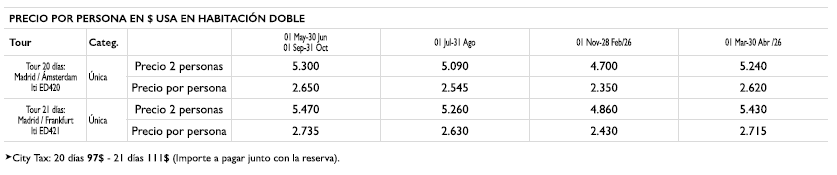 PRECIO POR PERSONA EN $ USA EN HABITACIÓN DOBLE
Tour Categ. 01 May-30 Jun 01 Jul-31 Ago 01 Nov-28 Feb/26 01 Mar-30 Abr /26
01 Sep-31 Oct
Tour 20 días: Precio 2 personas 5.300 5.090 4.700 5.240
Madrid / Ámsterdam Única
Iti ED420 Precio por persona 2.650 2.545 2.350 2.620
Tour 21 días: Precio 2 personas 5.470 5.260 4.860 5.430
Madrid / Frankfurt Única
Iti ED421 Precio por persona 2.735 2.630 2.430 2.715
➤City Tax: 20 días 97$ - 21 días 111$ (Importe a pagar junto con la reserva).